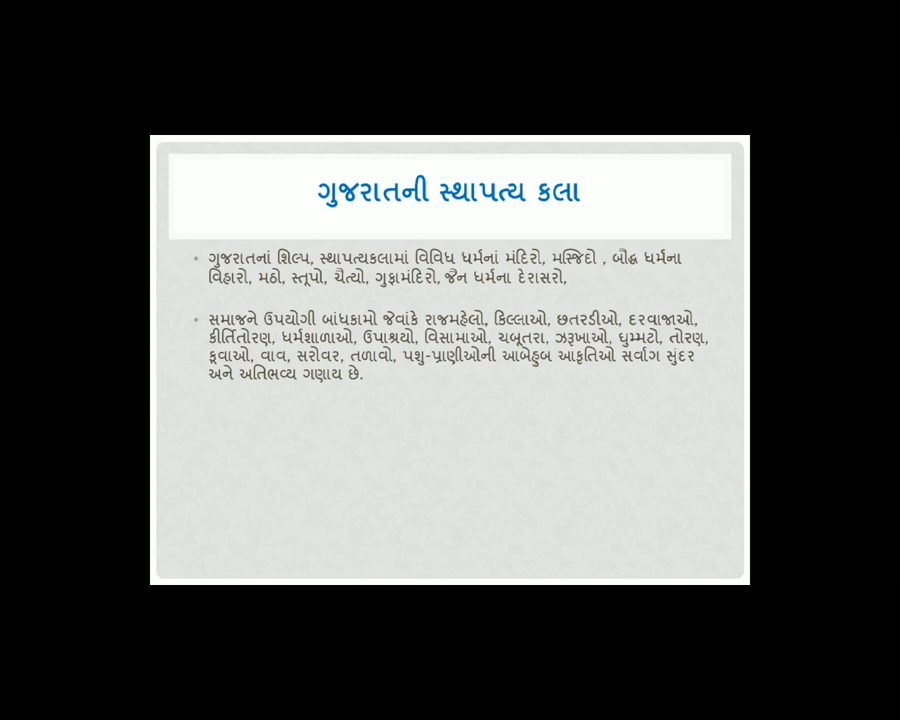 ગુજરાતની સ્થાપત્ય કલા
• ગુજરાતનાં શિલ્પ, સ્થાપત્યકલામાં વિવિધ ધર્મનાં મંદિરો, મસ્જિદો , બૌદ્ધ ધર્મના
વિહારો, મઠો, સ્તૂપો, ચૈત્યો, ગુફામંદિરો, જૈન ધર્મના દેરાસરો,
• સમાજને ઉપયોગી બાંધકામો જેવાંકે રાજમહેલો, કિલ્લાઓ, છતરડીઓ, દરવાજાઓ,
કીર્તિતોરણ, ધર્મશાળાઓ, ઉપાશ્રયો, વિસામાઓ, ચબૂતરા, ઝરૂખાઓ, ઘુમ્મટો, તોરણ,
કૂવાઓ, વાવ, સરોવર, તળાવો, પશુ-પ્રાણીઓની આબેહુબ આકૃતિઓ સર્વાંગ સુંદર
અને અતિભવ્ય ગણાય છે.